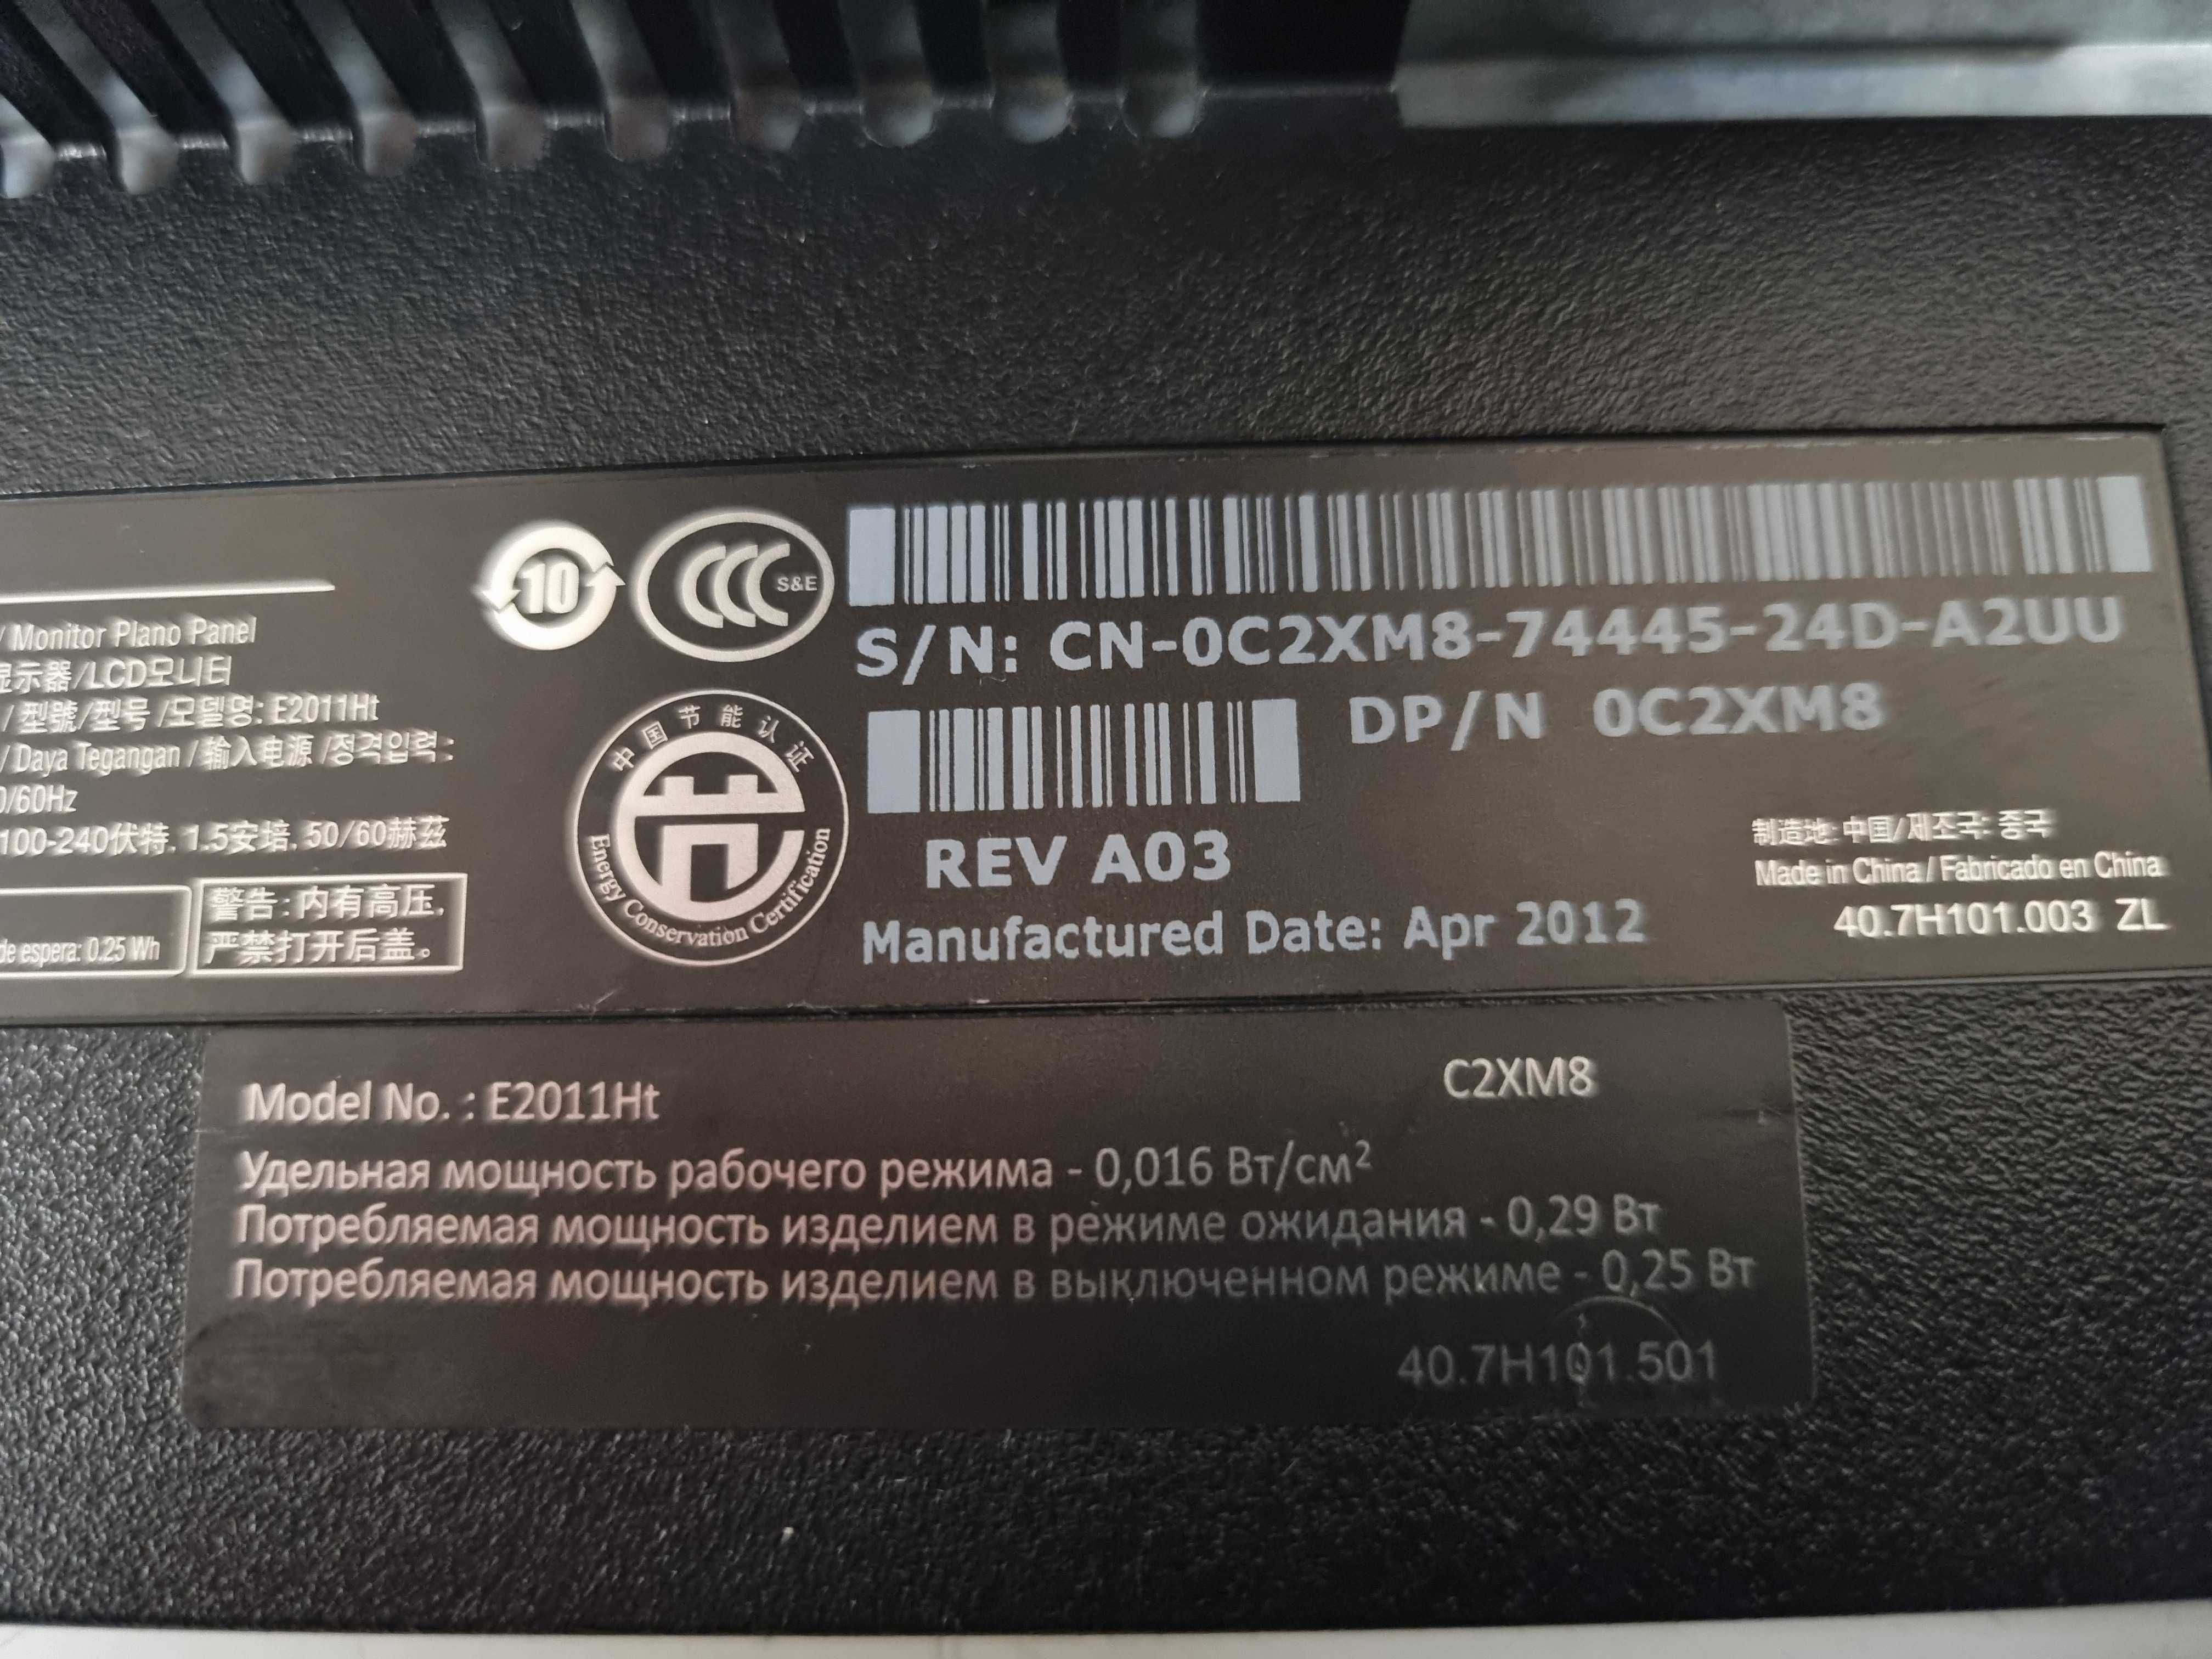 / Monitor Plano Panel
显示器/LCD모니터
/ 型號/型号 /모델명: E2011Ht
/ Daya Tegangan / 输入电源 /정격입력:
0/60Hz
100-240伏特, 1.5安培, 50/60赫兹
de espera: 0.25 Wh
警告: 内有高压,
严禁打开后盖。
10
CCC S&E
中国节能认证
Energy Conservation Certification
S/N: CN-0C2XM8-74445-24D-A2UU
DP/N 0C2XM8
REV A03
Manufactured Date: Apr 2012
制造地: 中国/제조국: 중국
Made in China / Fabricado en China
40.7H101.003 ZL
Model No. : E2011Ht
C2XM8
Удельная мощность рабочего режима - 0,016 Вт/см²
Потребляемая мощность изделием в режиме ожидания - 0,29 Вт
Потребляемая мощность изделием в выключенном режиме - 0,25 Вт
40.7H101.501